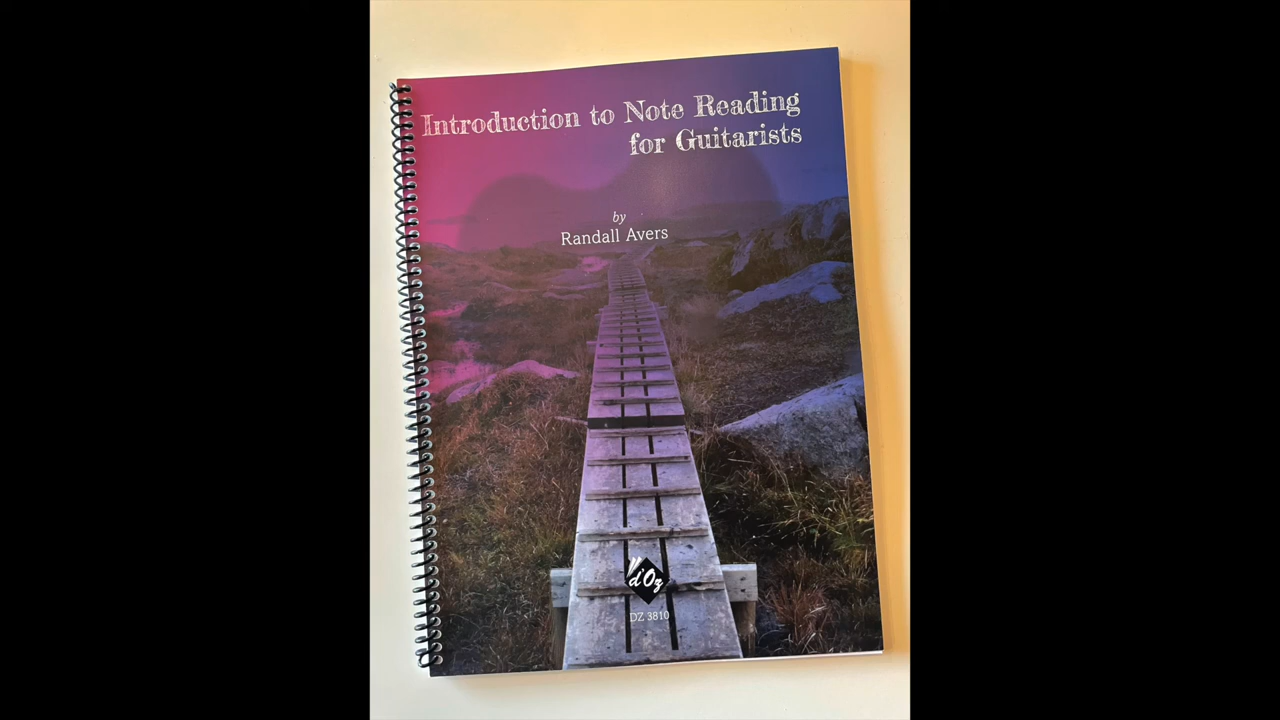 Introduction to Note Reading
for Guitarists
by
Randall Avers
d'Oz
DZ 3810